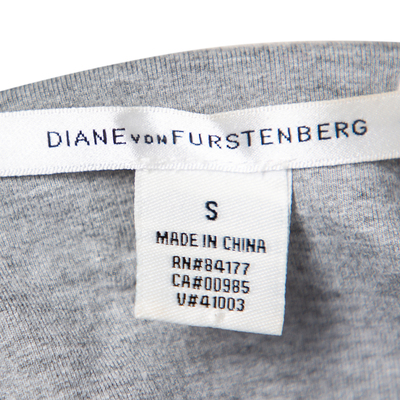 DIANE VON FURSTENBERG
S
MADE IN CHINA
RN#84177
CA#00985
V#41003